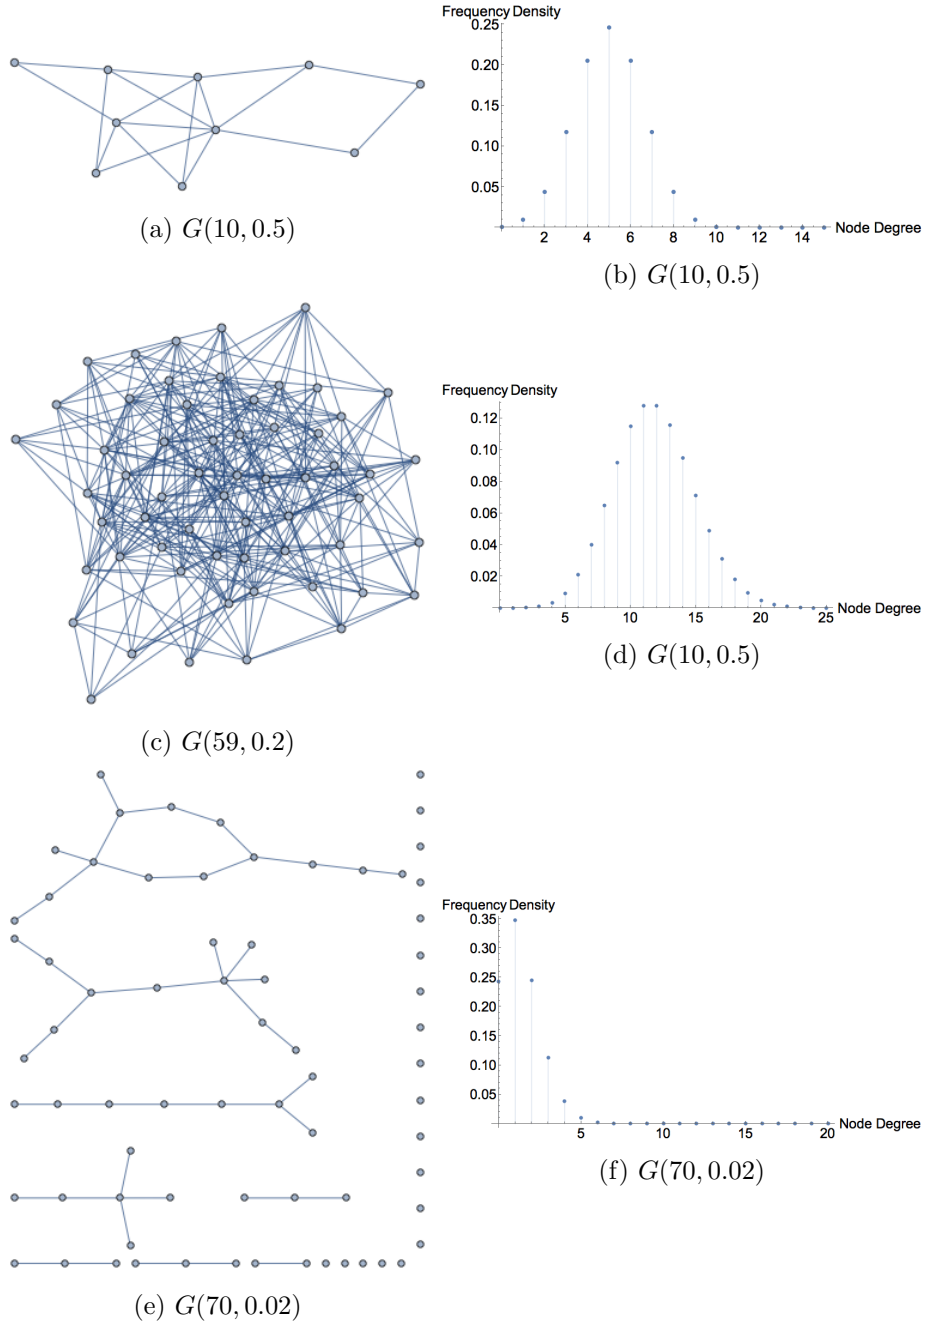 Frequency Density
0.25
0.20
0.15
0.10
0.05
2 4 6 8 10 12 14 Node Degree
(a) G(10, 0.5)
(b) G(10, 0.5)
Frequency Density
0.12
0.10
0.08
0.06
0.04
0.02
5 10 15 20 25 Node Degree
(d) G(10, 0.5)
(c) G(59, 0.2)
Frequency Density
0.35
0.30
0.25
0.20
0.15
0.10
0.05
5 10 15 20 Node Degree
(f) G(70, 0.02)
(e) G(70, 0.02)